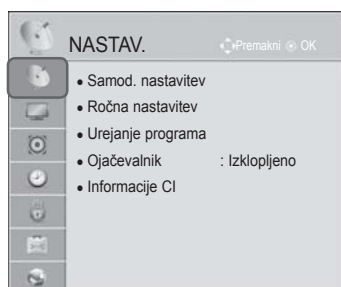 NASTAV.
Premakni OK
• Samod. nastavitev
• Ročna nastavitev
• Urejanje programa
• Ojačevalnik : Izklopljeno
• Informacije CI